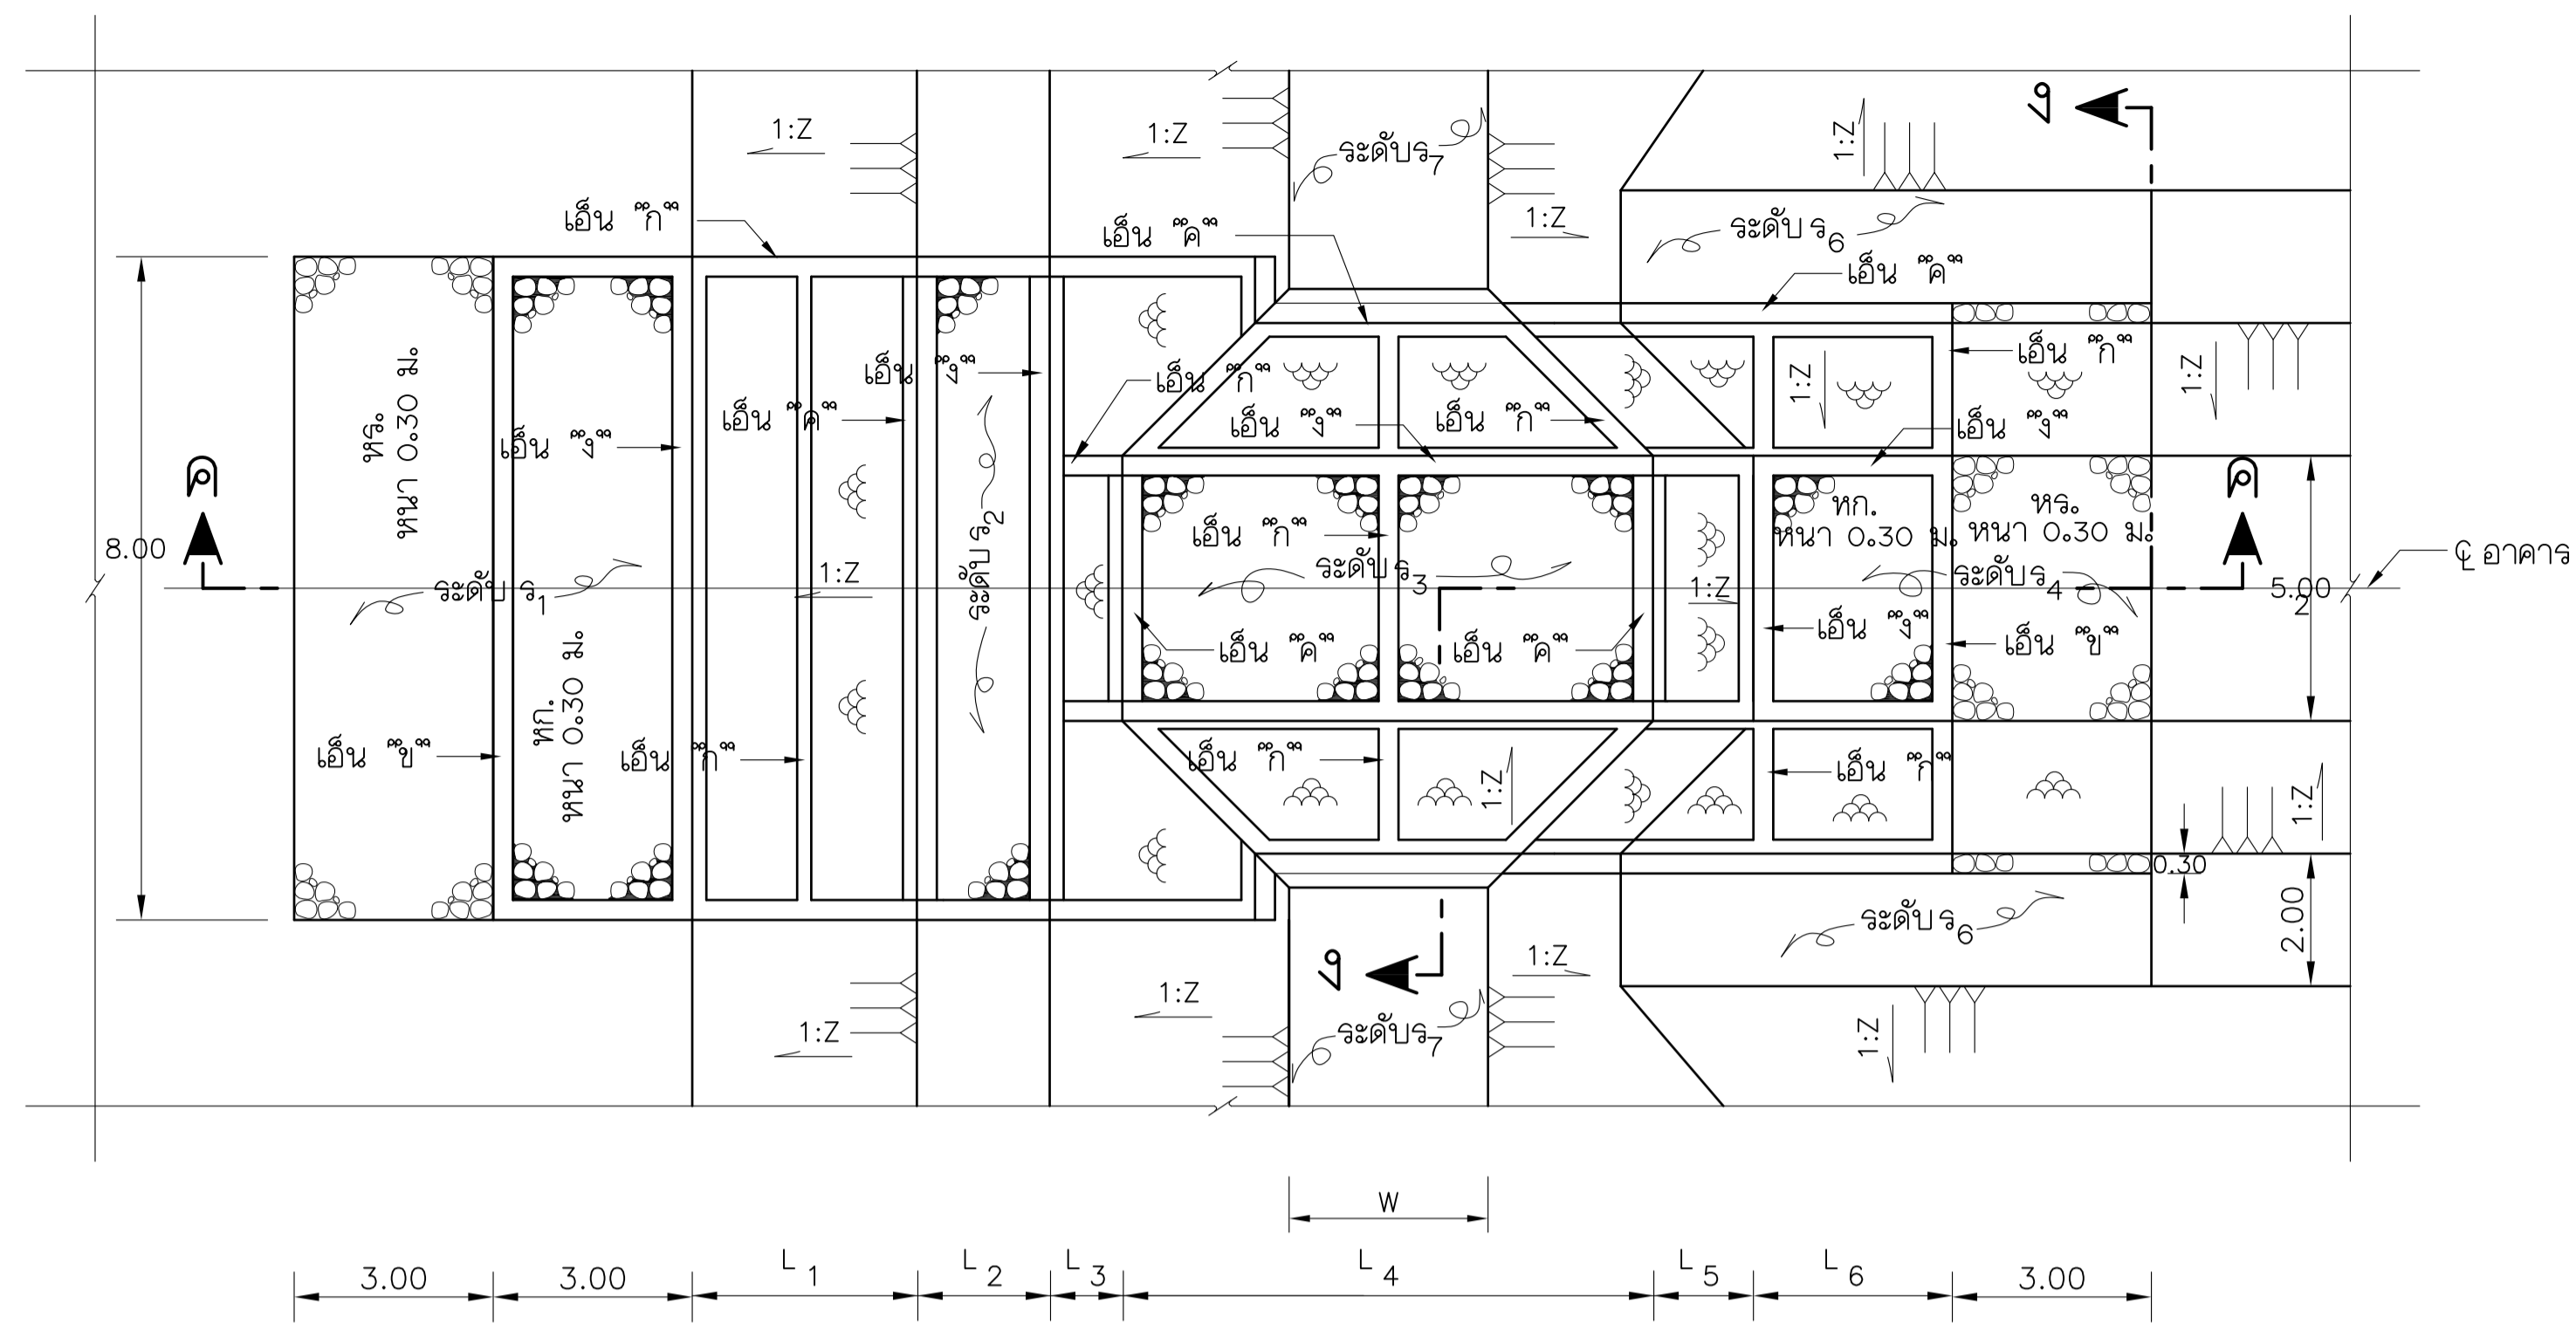 ง
1:Z
1:Z
1:Z
ระดับร7
เอ็น "ก"
เอ็น "ค"
1:Z
ระดับ ร6
เอ็น "ค"
เอ็น "ก"
1:Z
1:Z
เอ็น "ง"
เอ็น "ก"
เอ็น "ค"
เอ็น "ง"
เอ็น "ก"
เอ็น "ง"
เอ็น "ง"
หร.
หนา 0.30 ม.
ค
ค
8.00
ระดับ ร1
1:Z
ระดับ ร2
เอ็น "ก"
ระดับ ร3
1:Z
หก.
หนา 0.30 ม.
หร.
หนา 0.30 ม.
ระดับ ร4
5.00
2
℄ อาคาร
เอ็น "ค"
เอ็น "ค"
เอ็น "ง"
เอ็น "ข"
หก.
หนา 0.30 ม.
เอ็น "ข"
เอ็น "ก"
เอ็น "ก"
1:Z
เอ็น "ก"
1:Z
0.30
2.00
ระดับ ร6
ง
1:Z
1:Z
1:Z
ระดับร7
1:Z
W
3.00
3.00
L1
L2
L3
L4
L5
L6
3.00